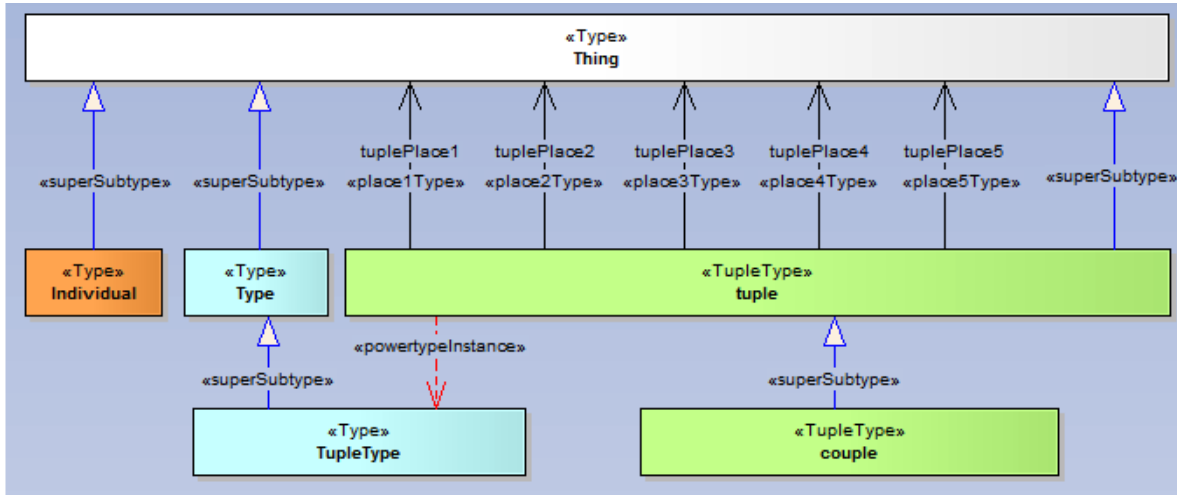 «Type»
Thing
tuplePlace1 tuplePlace2 tuplePlace3 tuplePlace4 tuplePlace5
«superSubtype» «superSubtype» «place1Type» «place2Type» «place3Type» «place4Type» «place5Type» «superSubtype»
«Type»
Individual
«Type»
Type
«TupleType»
tuple
«powertypeInstance»
«superSubtype»
«superSubtype»
«Type»
TupleType
«TupleType»
couple